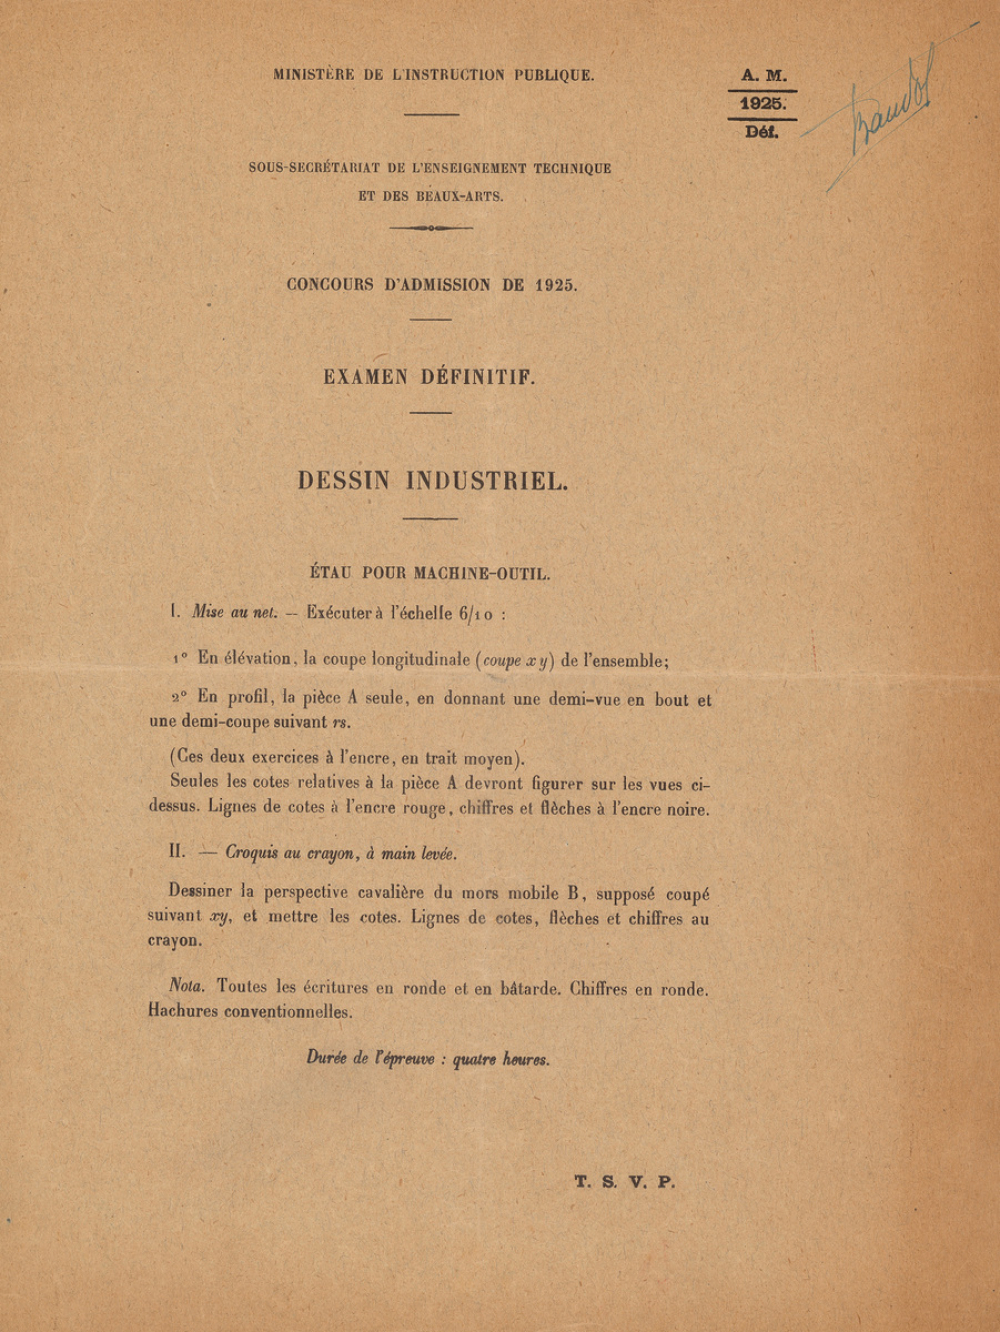 MINISTÈRE DE L'INSTRUCTION PUBLIQUE.
A. M.
1925.
Déf.
Baudot
SOUS-SECRÉTARIAT DE L'ENSEIGNEMENT TECHNIQUE
ET DES BEAUX-ARTS.
CONCOURS D'ADMISSION DE 1925.
EXAMEN DÉFINITIF.
DESSIN INDUSTRIEL.
ÉTAU POUR MACHINE-OUTIL.
I. Mise au net. — Exécuter à l'échelle 6/10 :
1° En élévation, la coupe longitudinale (coupe xy) de l'ensemble;
2° En profil, la pièce A seule, en donnant une demi-vue en bout et
une demi-coupe suivant rs.
(Ces deux exercices à l'encre, en trait moyen).
Seules les cotes relatives à la pièce A devront figurer sur les vues ci-
dessus. Lignes de cotes à l'encre rouge, chiffres et flèches à l'encre noire.
II. — Croquis au crayon, à main levée.
Dessiner la perspective cavalière du mors mobile B, supposé coupé
suivant xy, et mettre les cotes. Lignes de cotes, flèches et chiffres au
crayon.
Nota. Toutes les écritures en ronde et en bâtarde. Chiffres en ronde.
Hachures conventionnelles.
Durée de l'épreuve : quatre heures.
T. S. V. P.